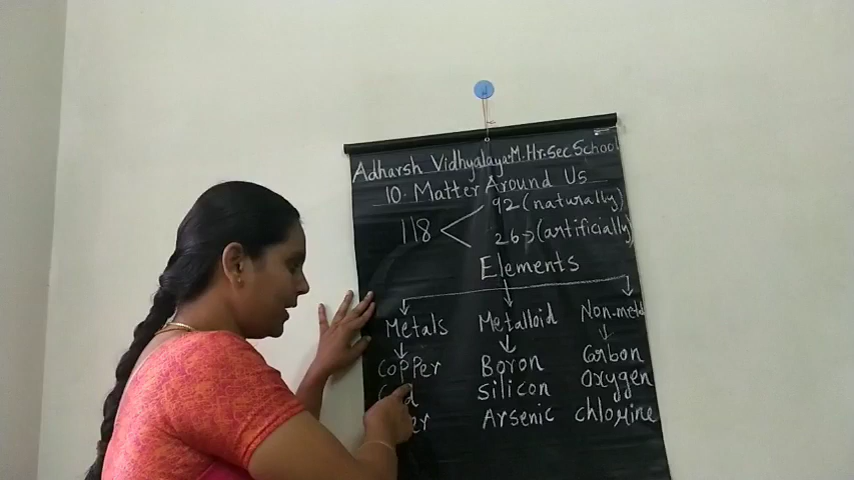 Adharsh Vidhyalaya.M.Hr.Sec School
10. Matter Around Us
118
92 (naturally)
26 → (artificially)
Elements
Metals Metalloid Non-metal
Copper Boron Carbon
Silicon Oxygen
Arsenic chlorine